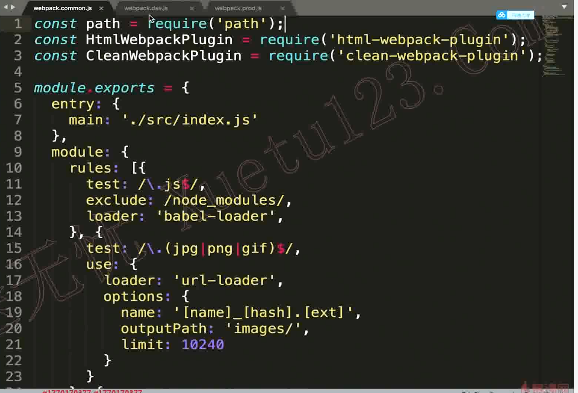 webpack.common.js × webpack.dev.js × webpack.prod.js ×
1 const path = require('path');
2 const HtmlWebpackPlugin = require('html-webpack-plugin');
3 const CleanWebpackPlugin = require('clean-webpack-plugin');
4
5 module.exports = {
6 entry: {
7 main: './src/index.js'
8 },
9 module: {
10 rules: [{
11 test: /\.js$/,
12 exclude: /node_modules/,
13 loader: 'babel-loader',
14 }, {
15 test: /\.(jpg|png|gif)$/,
16 use: {
17 loader: 'url-loader',
18 options: {
19 name: '[name]_[hash].[ext]',
20 outputPath: 'images/',
21 limit: 10240
22 }
23 }
Xuetu123.com